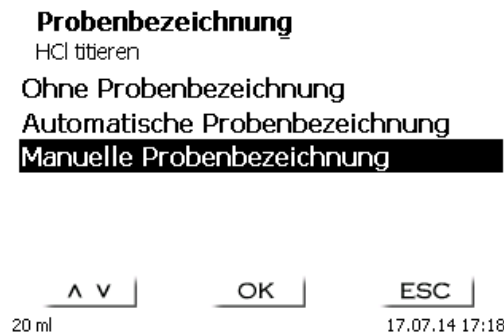 Probenbezeichnung
HCl titieren
Ohne Probenbezeichnung
Automatische Probenbezeichnung
Manuelle Probenbezeichnung
∧ ∨ OK ESC
20 ml 17.07.14 17:18